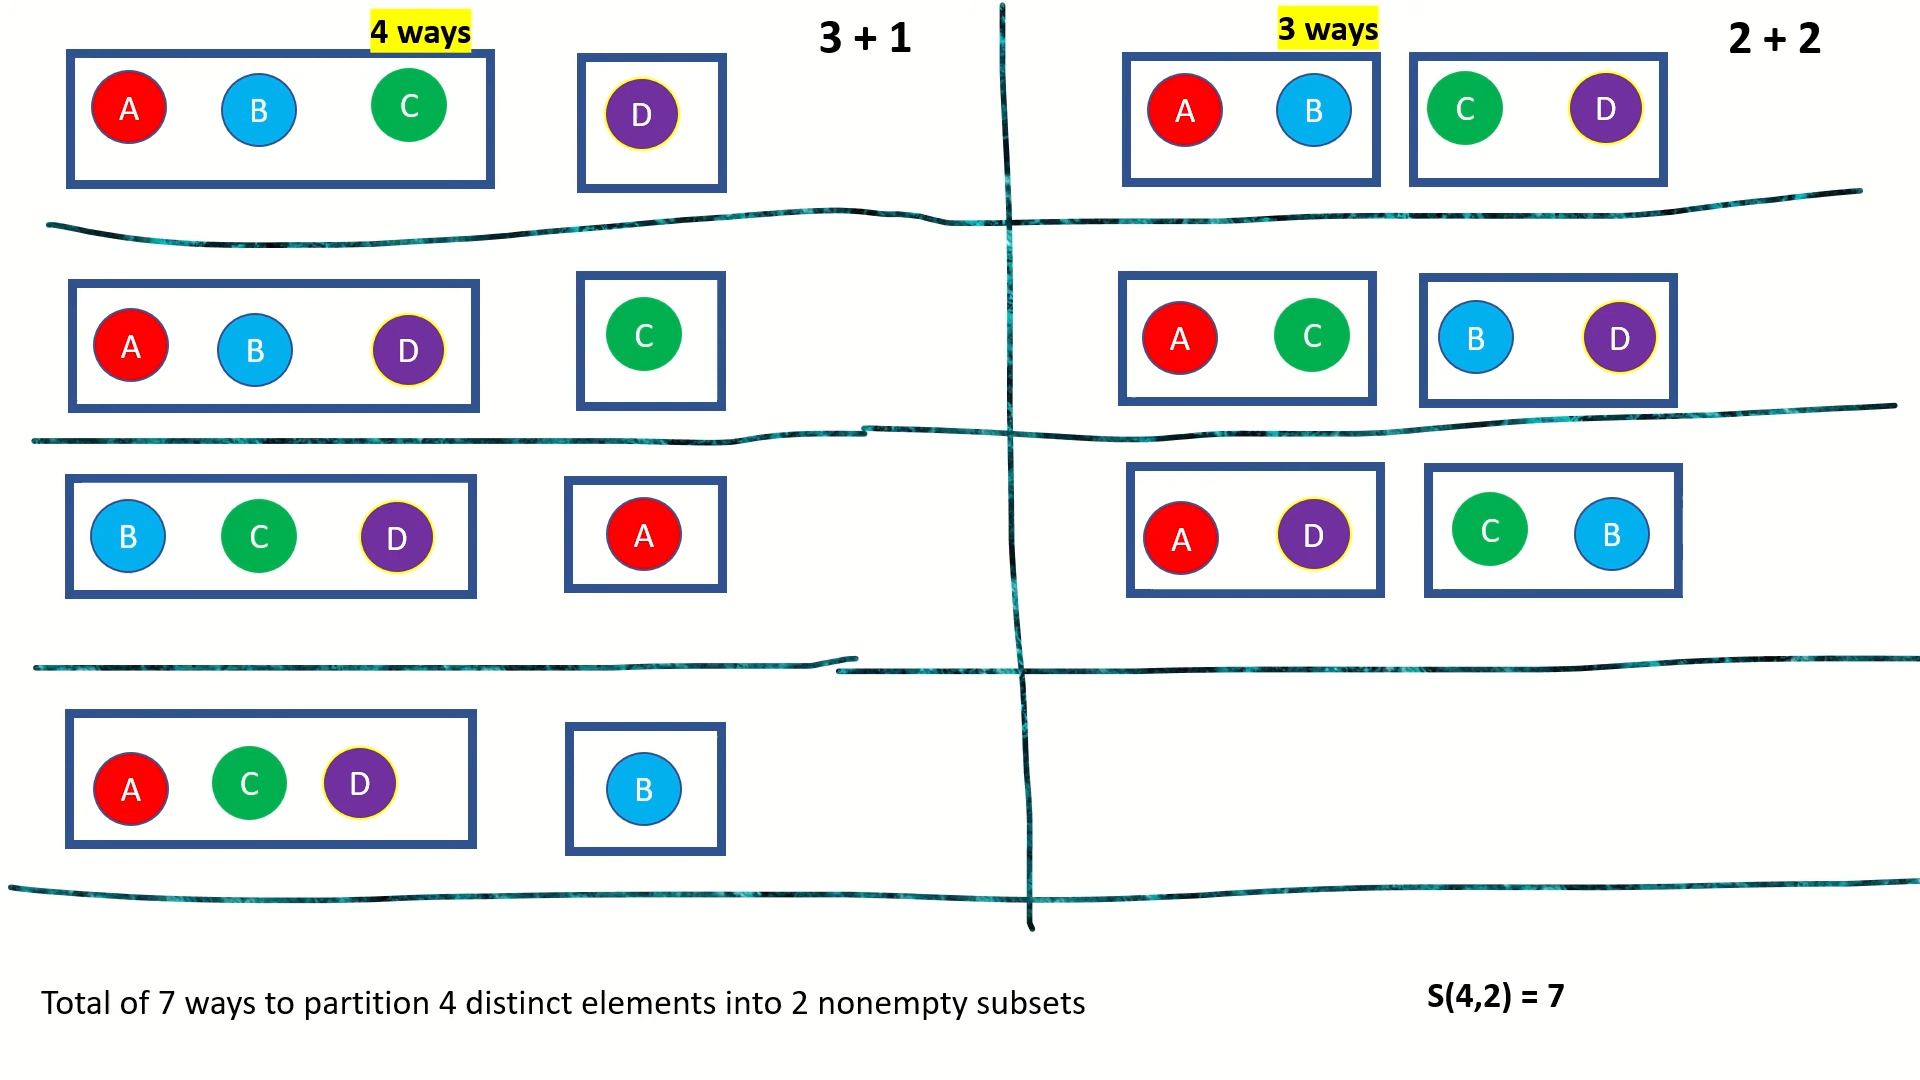 4 ways
3 + 1
3 ways
2 + 2
A B C D
A B C D
A B D C
A C B D
B C D A
A D C B
A C D B
Total of 7 ways to partition 4 distinct elements into 2 nonempty subsets
S(4,2) = 7